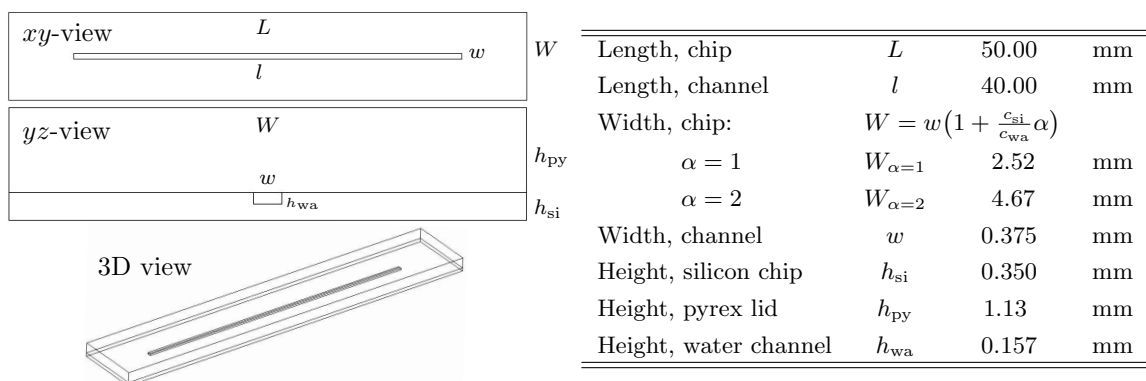 xy-view
L
l
w
W
yz-view
W
w
h_wa
h_py
h_si
3D view
Length, chip L 50.00 mm
Length, channel l 40.00 mm
Width, chip: W = w(1 + \frac{c_si}{c_wa} α)
α = 1 W_{α=1} 2.52 mm
α = 2 W_{α=2} 4.67 mm
Width, channel w 0.375 mm
Height, silicon chip h_si 0.350 mm
Height, pyrex lid h_py 1.13 mm
Height, water channel h_wa 0.157 mm